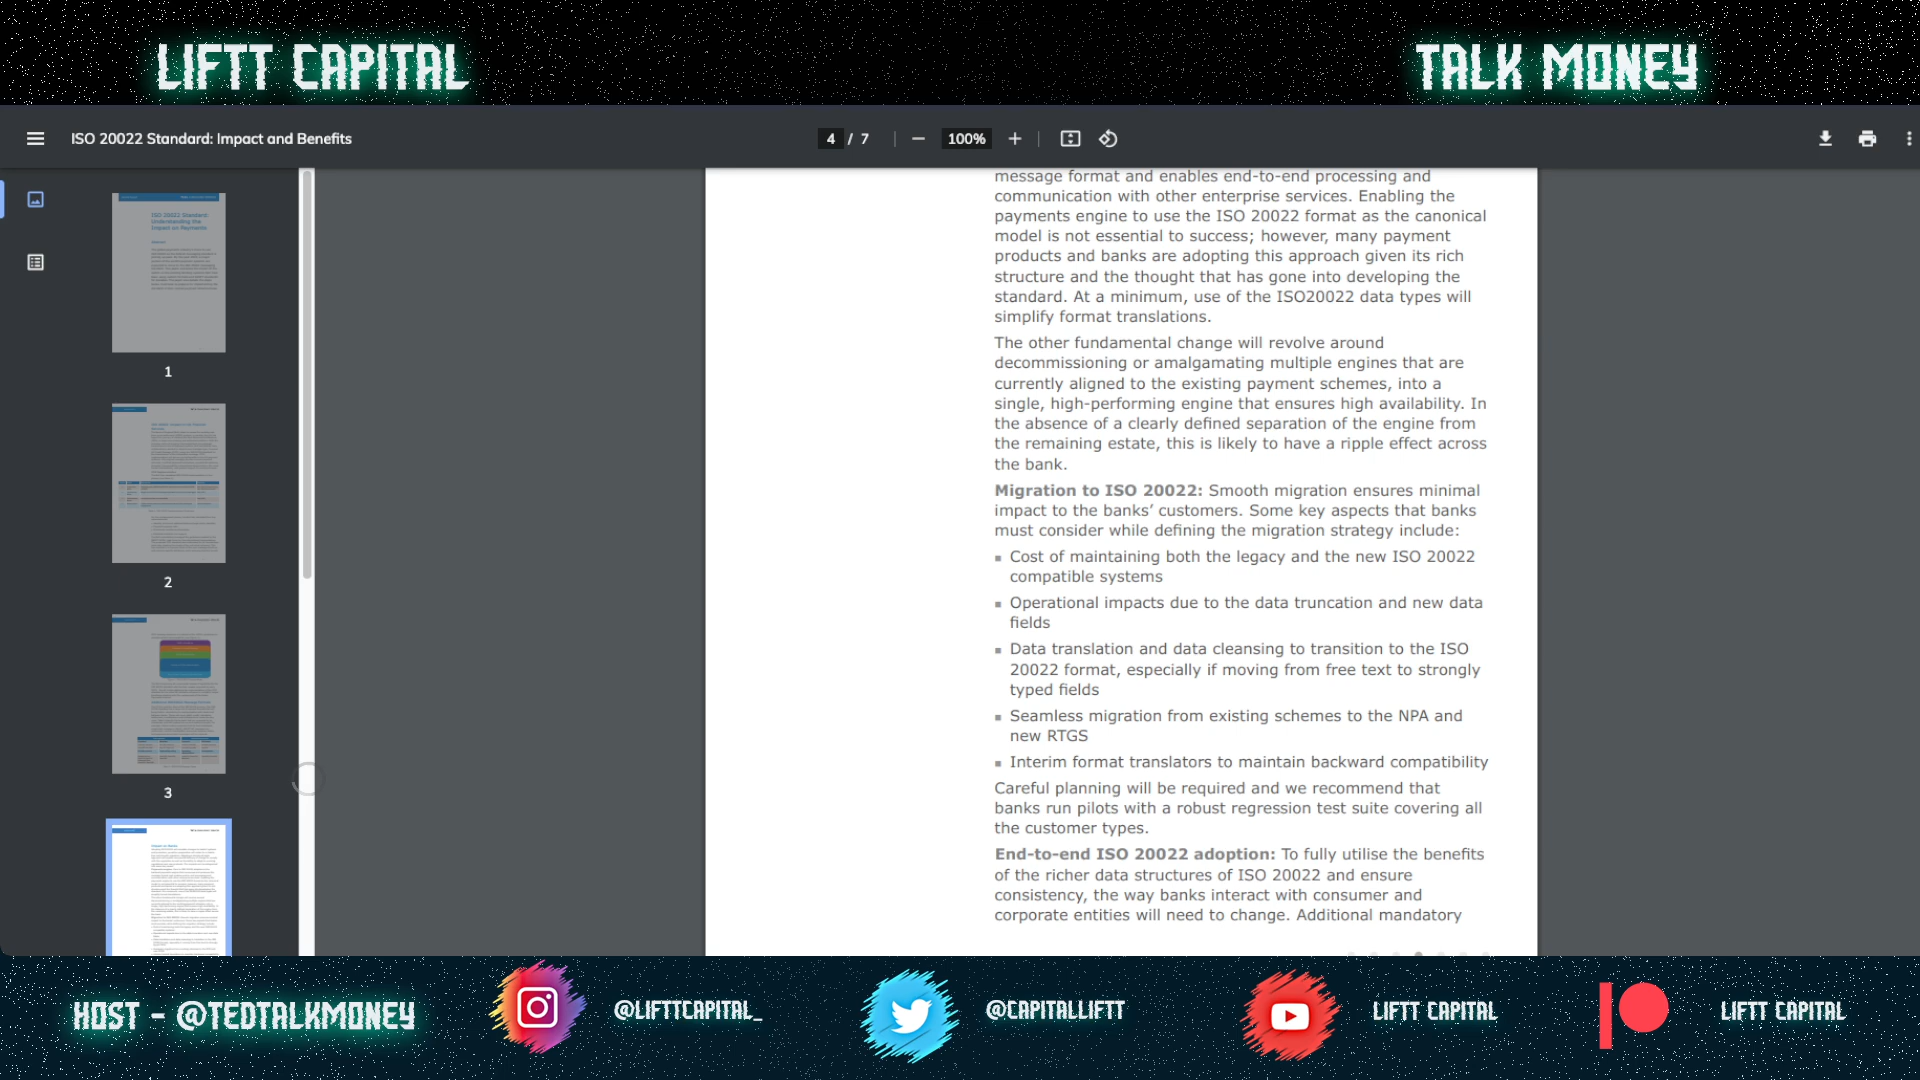 LIFTT CAPITAL
TALK MONEY
ISO 20022 Standard: Impact and Benefits
4 / 7
100%
message format and enables end-to-end processing and
communication with other enterprise services. Enabling the
payments engine to use the ISO 20022 format as the canonical
model is not essential to success; however, many payment
products and banks are adopting this approach given its rich
structure and the thought that has gone into developing the
standard. At a minimum, use of the ISO20022 data types will
simplify format translations.
The other fundamental change will revolve around
decommissioning or amalgamating multiple engines that are
currently aligned to the existing payment schemes, into a
single, high-performing engine that ensures high availability. In
the absence of a clearly defined separation of the engine from
the remaining estate, this is likely to have a ripple effect across
the bank.
Migration to ISO 20022: Smooth migration ensures minimal
impact to the banks’ customers. Some key aspects that banks
must consider while defining the migration strategy include:
▪ Cost of maintaining both the legacy and the new ISO 20022
compatible systems
▪ Operational impacts due to the data truncation and new data
fields
▪ Data translation and data cleansing to transition to the ISO
20022 format, especially if moving from free text to strongly
typed fields
▪ Seamless migration from existing schemes to the NPA and
new RTGS
▪ Interim format translators to maintain backward compatibility
Careful planning will be required and we recommend that
banks run pilots with a robust regression test suite covering all
the customer types.
End-to-end ISO 20022 adoption: To fully utilise the benefits
of the richer data structures of ISO 20022 and ensure
consistency, the way banks interact with consumer and
corporate entities will need to change. Additional mandatory
ISO 20022 Standard:
Understanding the
Impact on Payments
1
2
3
HOST - @TEDTALKMONEY
@LIFTTCAPITAL_
@CAPITALLIFTT
LIFTT CAPITAL
LIFTT CAPITAL